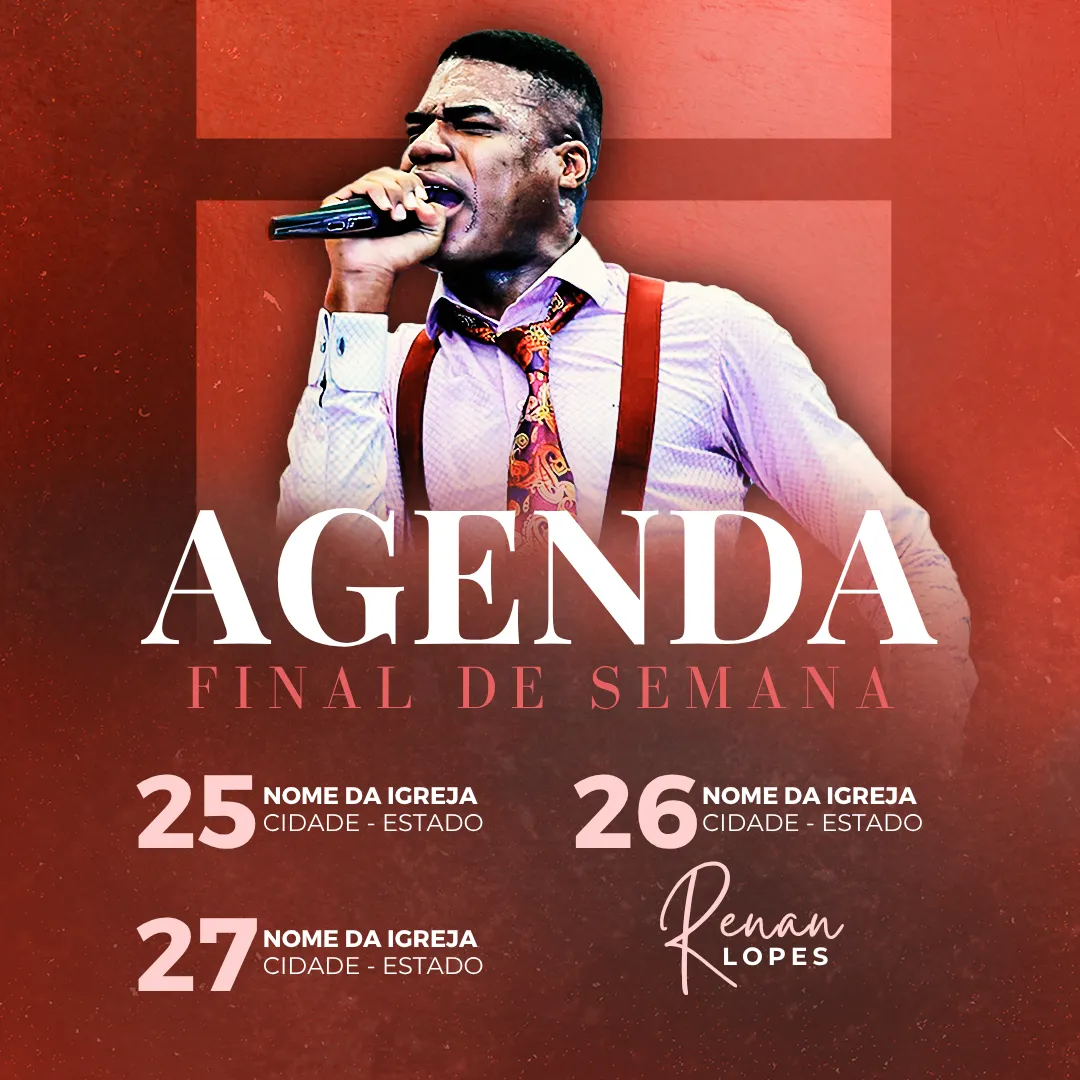 AGENDA
FINAL DE SEMANA
25 NOME DA IGREJA
CIDADE - ESTADO
26 NOME DA IGREJA
CIDADE - ESTADO
27 NOME DA IGREJA
CIDADE - ESTADO
Renan
LOPES